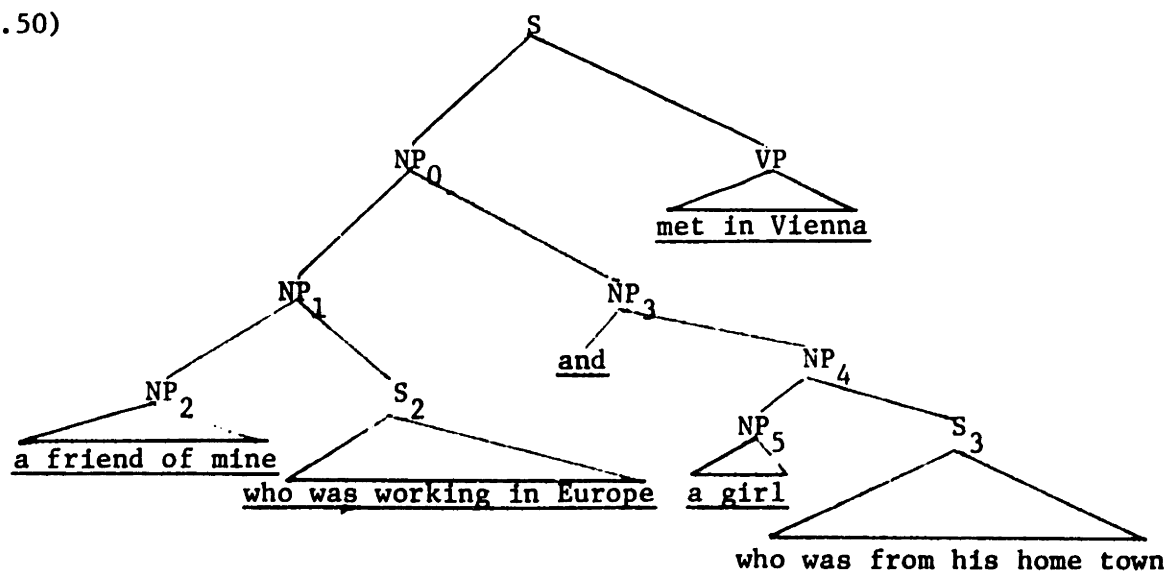 .50)
S
NP0 VP
met in Vienna
NP1 NP3
and NP4
NP2 S2
NP5 S3
a friend of mine
who was working in Europe a girl
who was from his home town